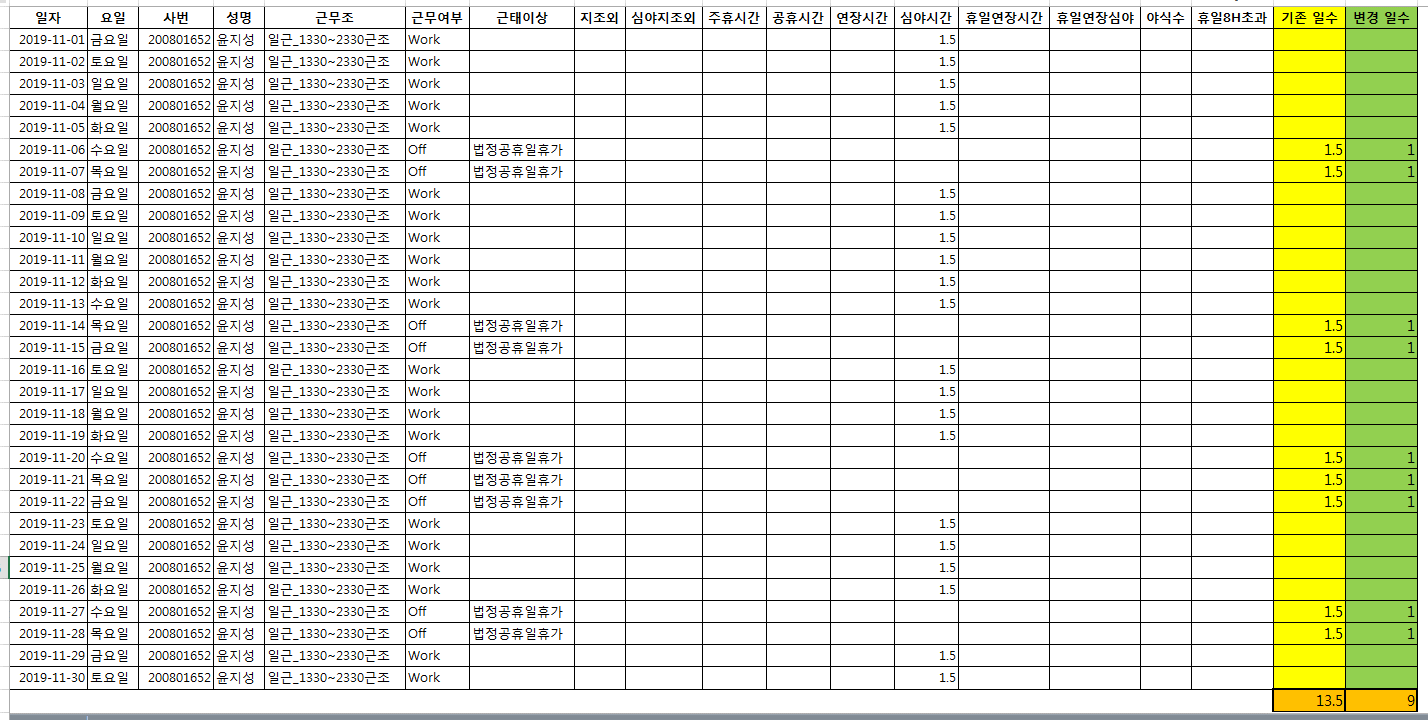 일자 요일 사번 성명 근무조 근무여부 근태이상 지조외 심야지조외 주휴시간 공휴시간 연장시간 심야시간 휴일연장시간 휴일연장심야 야식수 휴일8H초과 기존 일수 변경 일수
2019-11-01 금요일 200801652 윤지성 일근_1330~2330근조 Work 1.5
2019-11-02 토요일 200801652 윤지성 일근_1330~2330근조 Work 1.5
2019-11-03 일요일 200801652 윤지성 일근_1330~2330근조 Work 1.5
2019-11-04 월요일 200801652 윤지성 일근_1330~2330근조 Work 1.5
2019-11-05 화요일 200801652 윤지성 일근_1330~2330근조 Work 1.5
2019-11-06 수요일 200801652 윤지성 일근_1330~2330근조 Off 법정공휴일휴가 1.5 1
2019-11-07 목요일 200801652 윤지성 일근_1330~2330근조 Off 법정공휴일휴가 1.5 1
2019-11-08 금요일 200801652 윤지성 일근_1330~2330근조 Work 1.5
2019-11-09 토요일 200801652 윤지성 일근_1330~2330근조 Work 1.5
2019-11-10 일요일 200801652 윤지성 일근_1330~2330근조 Work 1.5
2019-11-11 월요일 200801652 윤지성 일근_1330~2330근조 Work 1.5
2019-11-12 화요일 200801652 윤지성 일근_1330~2330근조 Work 1.5
2019-11-13 수요일 200801652 윤지성 일근_1330~2330근조 Work 1.5
2019-11-14 목요일 200801652 윤지성 일근_1330~2330근조 Off 법정공휴일휴가 1.5 1
2019-11-15 금요일 200801652 윤지성 일근_1330~2330근조 Off 법정공휴일휴가 1.5 1
2019-11-16 토요일 200801652 윤지성 일근_1330~2330근조 Work 1.5
2019-11-17 일요일 200801652 윤지성 일근_1330~2330근조 Work 1.5
2019-11-18 월요일 200801652 윤지성 일근_1330~2330근조 Work 1.5
2019-11-19 화요일 200801652 윤지성 일근_1330~2330근조 Work 1.5
2019-11-20 수요일 200801652 윤지성 일근_1330~2330근조 Off 법정공휴일휴가 1.5 1
2019-11-21 목요일 200801652 윤지성 일근_1330~2330근조 Off 법정공휴일휴가 1.5 1
2019-11-22 금요일 200801652 윤지성 일근_1330~2330근조 Off 법정공휴일휴가 1.5 1
2019-11-23 토요일 200801652 윤지성 일근_1330~2330근조 Work 1.5
2019-11-24 일요일 200801652 윤지성 일근_1330~2330근조 Work 1.5
2019-11-25 월요일 200801652 윤지성 일근_1330~2330근조 Work 1.5
2019-11-26 화요일 200801652 윤지성 일근_1330~2330근조 Work 1.5
2019-11-27 수요일 200801652 윤지성 일근_1330~2330근조 Off 법정공휴일휴가 1.5 1
2019-11-28 목요일 200801652 윤지성 일근_1330~2330근조 Off 법정공휴일휴가 1.5 1
2019-11-29 금요일 200801652 윤지성 일근_1330~2330근조 Work 1.5
2019-11-30 토요일 200801652 윤지성 일근_1330~2330근조 Work 1.5
13.5 9